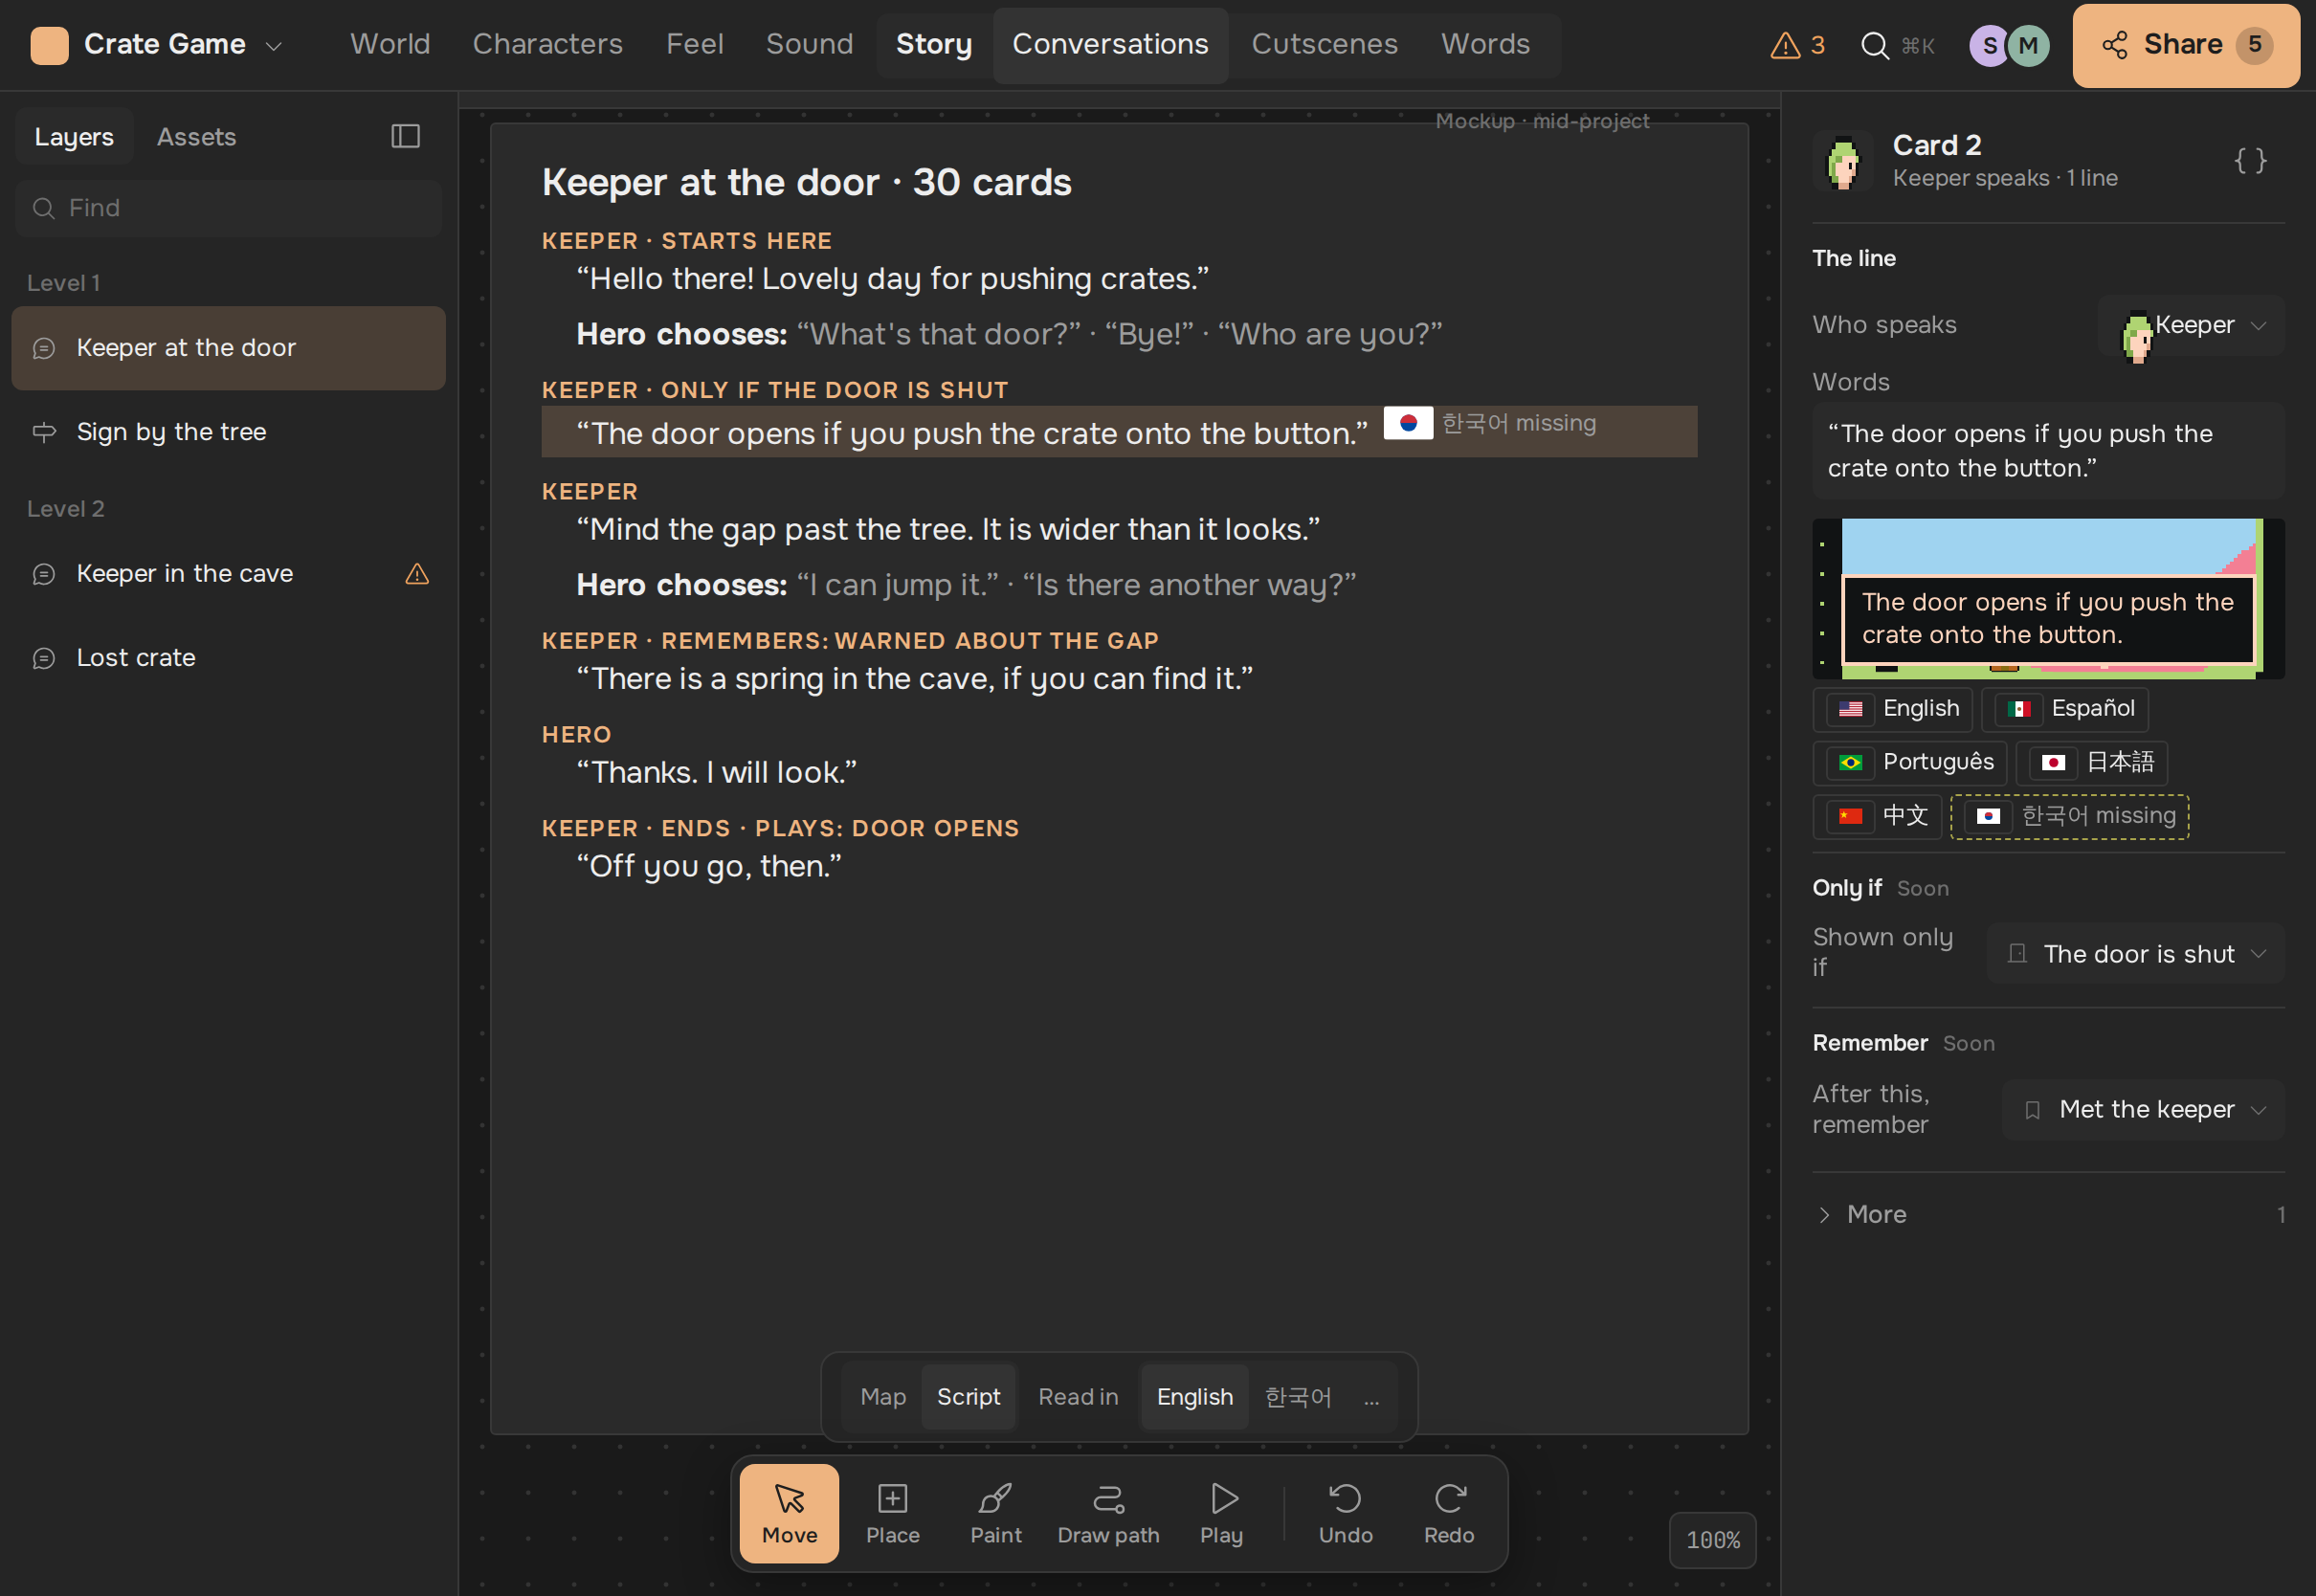 Crate Game
World
Characters
Feel
Sound
Story
Conversations
Cutscenes
Words
3
⌘K
S
M
Share
5
Layers
Assets
Find
Level 1
Keeper at the door
Sign by the tree
Level 2
Keeper in the cave
Lost crate
Mockup · mid-project
Keeper at the door · 30 cards
KEEPER · STARTS HERE
“Hello there! Lovely day for pushing crates.”
Hero chooses: “What's that door?” · “Bye!” · “Who are you?”
KEEPER · ONLY IF THE DOOR IS SHUT
“The door opens if you push the crate onto the button.” 한국어 missing
KEEPER
“Mind the gap past the tree. It is wider than it looks.”
Hero chooses: “I can jump it.” · “Is there another way?”
KEEPER · REMEMBERS: WARNED ABOUT THE GAP
“There is a spring in the cave, if you can find it.”
HERO
“Thanks. I will look.”
KEEPER · ENDS · PLAYS: DOOR OPENS
“Off you go, then.”
Map
Script
Read in
English
한국어
...
Move
Place
Paint
Draw path
Play
Undo
Redo
100%
Card 2
Keeper speaks · 1 line
{ }
The line
Who speaks
Keeper
Words
“The door opens if you push the
crate onto the button.”
The door opens if you push the
crate onto the button.
English
Español
Português
日本語
中文
한국어 missing
Only if Soon
Shown only
if
The door is shut
Remember Soon
After this,
remember
Met the keeper
More
1